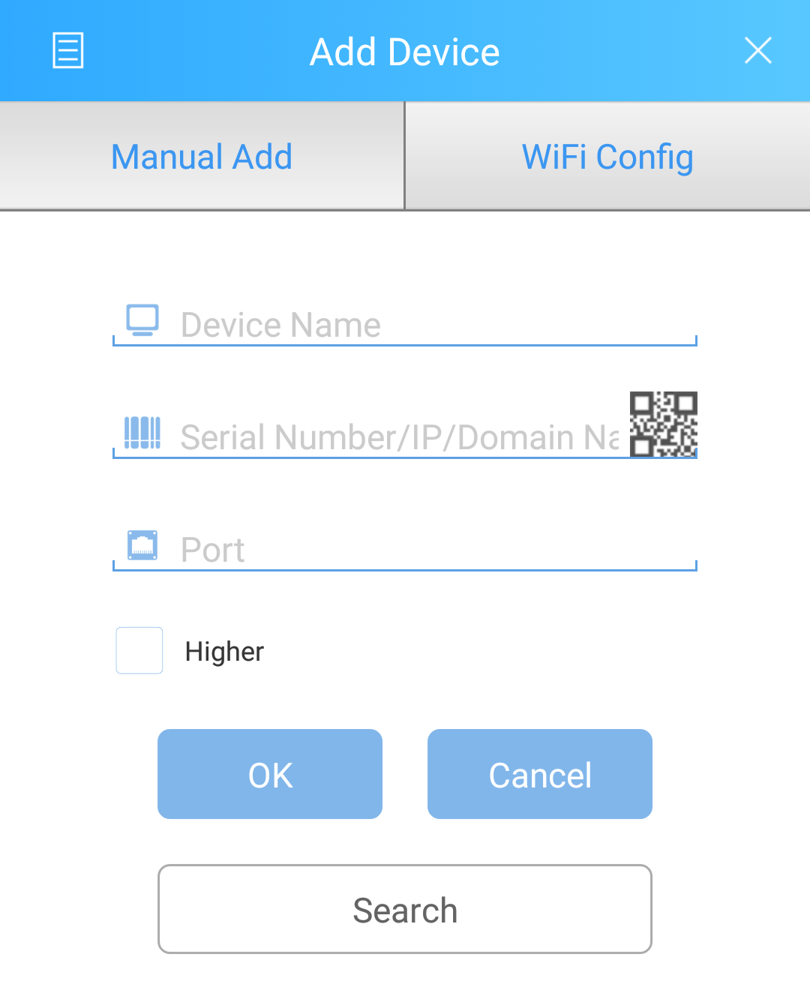 Add Device
Manual Add
WiFi Config
Device Name
Serial Number/IP/Domain Na
Port
Higher
OK
Cancel
Search